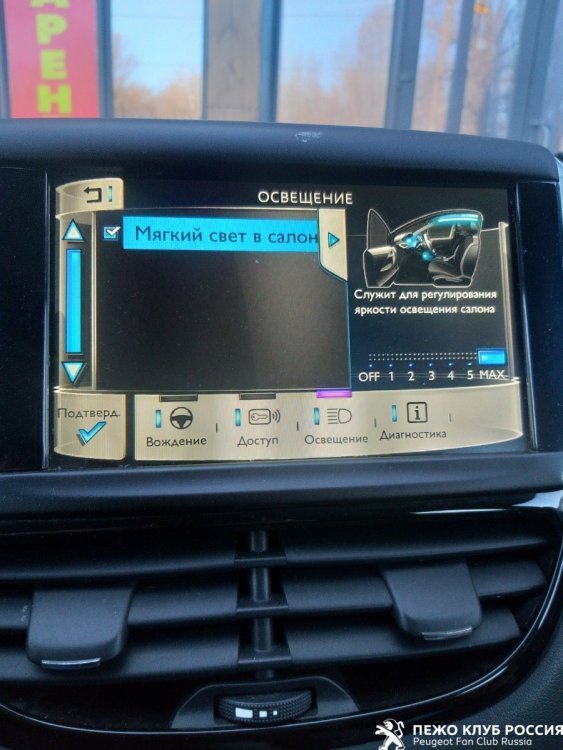 АРЕН
ОСВЕЩЕНИЕ
Мягкий свет в салон
Служит для регулирования
яркости освещения салона
OFF 1 2 3 4 5 MAX
Подтверд.
Вождение
Доступ
Освещение
Диагностика
ПЕЖО КЛУБ РОССИЯ
Peugeot Fan Club Russia